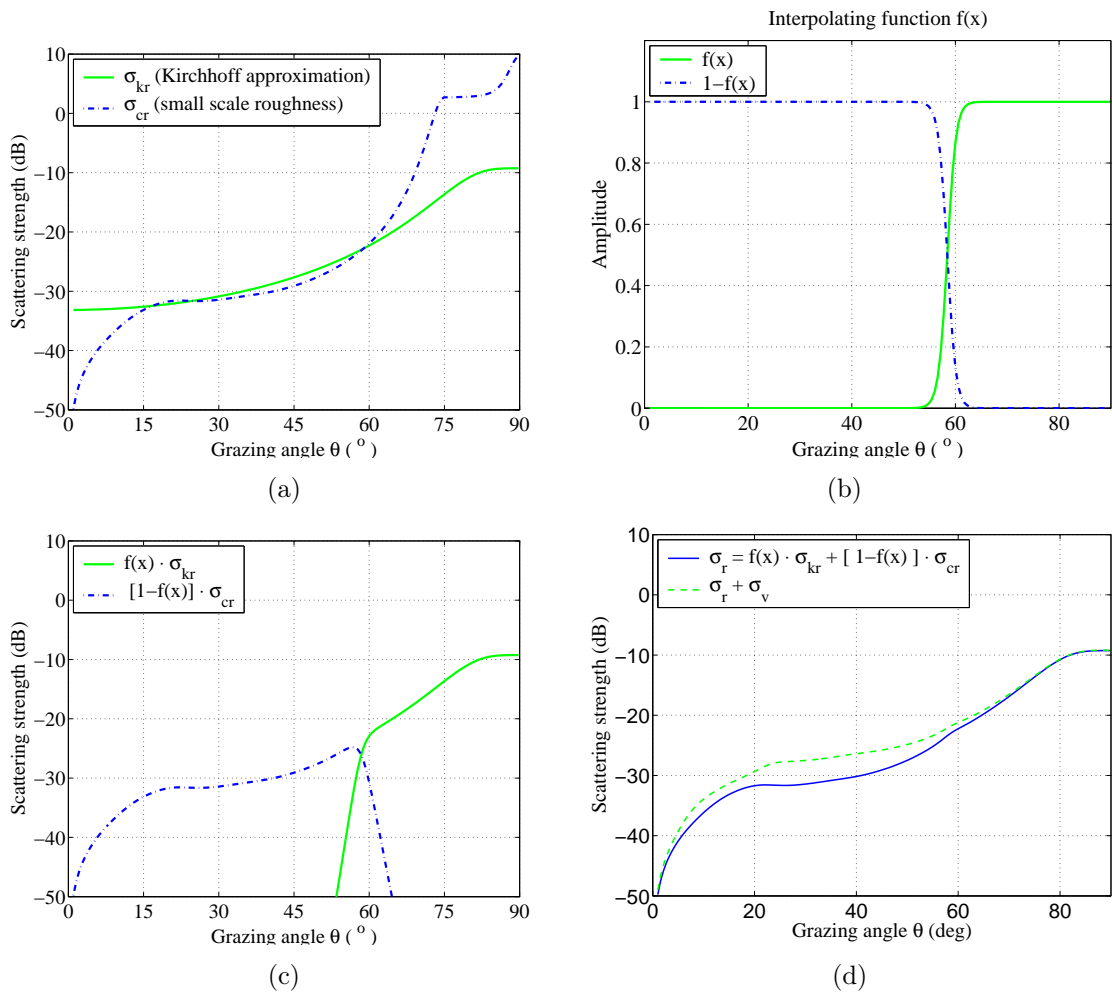 10
0
−10
−20
−30
−40
−50
0
15
30
45
60
75
90
Scattering strength (dB)
Grazing angle θ ( °)
σkr (Kirchhoff approximation)
σcr (small scale roughness)
(a)
Interpolating function f(x)
1
0.8
0.6
0.4
0.2
0
0
20
40
60
80
Amplitude
Grazing angle θ ( °)
f(x)
1−f(x)
(b)
10
0
−10
−20
−30
−40
−50
0
15
30
45
60
75
90
Scattering strength (dB)
Grazing angle θ ( °)
f(x) · σkr
[1−f(x)] · σcr
(c)
10
0
−10
−20
−30
−40
−50
0
20
40
60
80
Scattering strength (dB)
Grazing angle θ (deg)
σr = f(x) · σkr + [ 1−f(x) ] · σcr
σr + σv
(d)